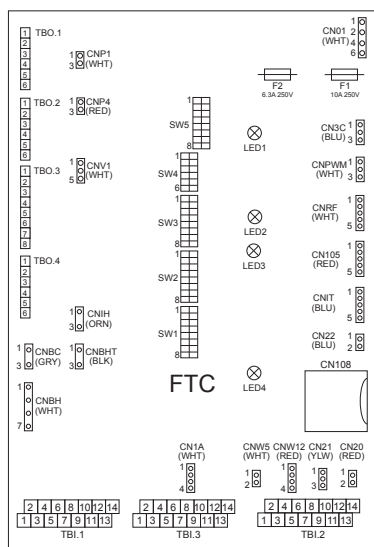 TBO.1
1
2
3
4
5
6
CNP1
(WHT)
1
3
CN01
(WHT)
1
2
4
4
6
F2
6.3A 250V
F1
10A 250V
TBO.2
1
2
3
4
5
6
CNP4
(RED)
1
3
SW5
1
8
LED1
CN3C
(BLU)
1
3
TBO.3
1
2
3
4
5
6
7
8
CNV1
(WHT)
1
5
SW4
1
6
CNPWM
(WHT)
1
3
SW3
1
8
LED2
CNRF
(WHT)
1
5
TBO.4
1
2
3
4
5
6
SW2
1
8
LED3
CN105
(RED)
1
5
CNIT
(BLU)
1
5
CNIH
(ORN)
1
3
SW1
1
8
CN22
(BLU)
1
2
CNBC
(GRY)
1
3
CNBHT
(BLK)
1
3
FTC
LED4
CN108
CNBH
(WHT)
1
7
CN1A
(WHT)
1
4
CNW5
(WHT)
1
2
CNW12
(RED)
1
4
CN21
(YLW)
1
3
CN20
(RED)
1
2
2 4 6 8 10 12 14
1 3 5 7 9 11 13
TBI.1
2 4 6 8 10 12 14
1 3 5 7 9 11 13
TBI.3
2 4 6 8 10 12 14
1 3 5 7 9 11 13
TBI.2